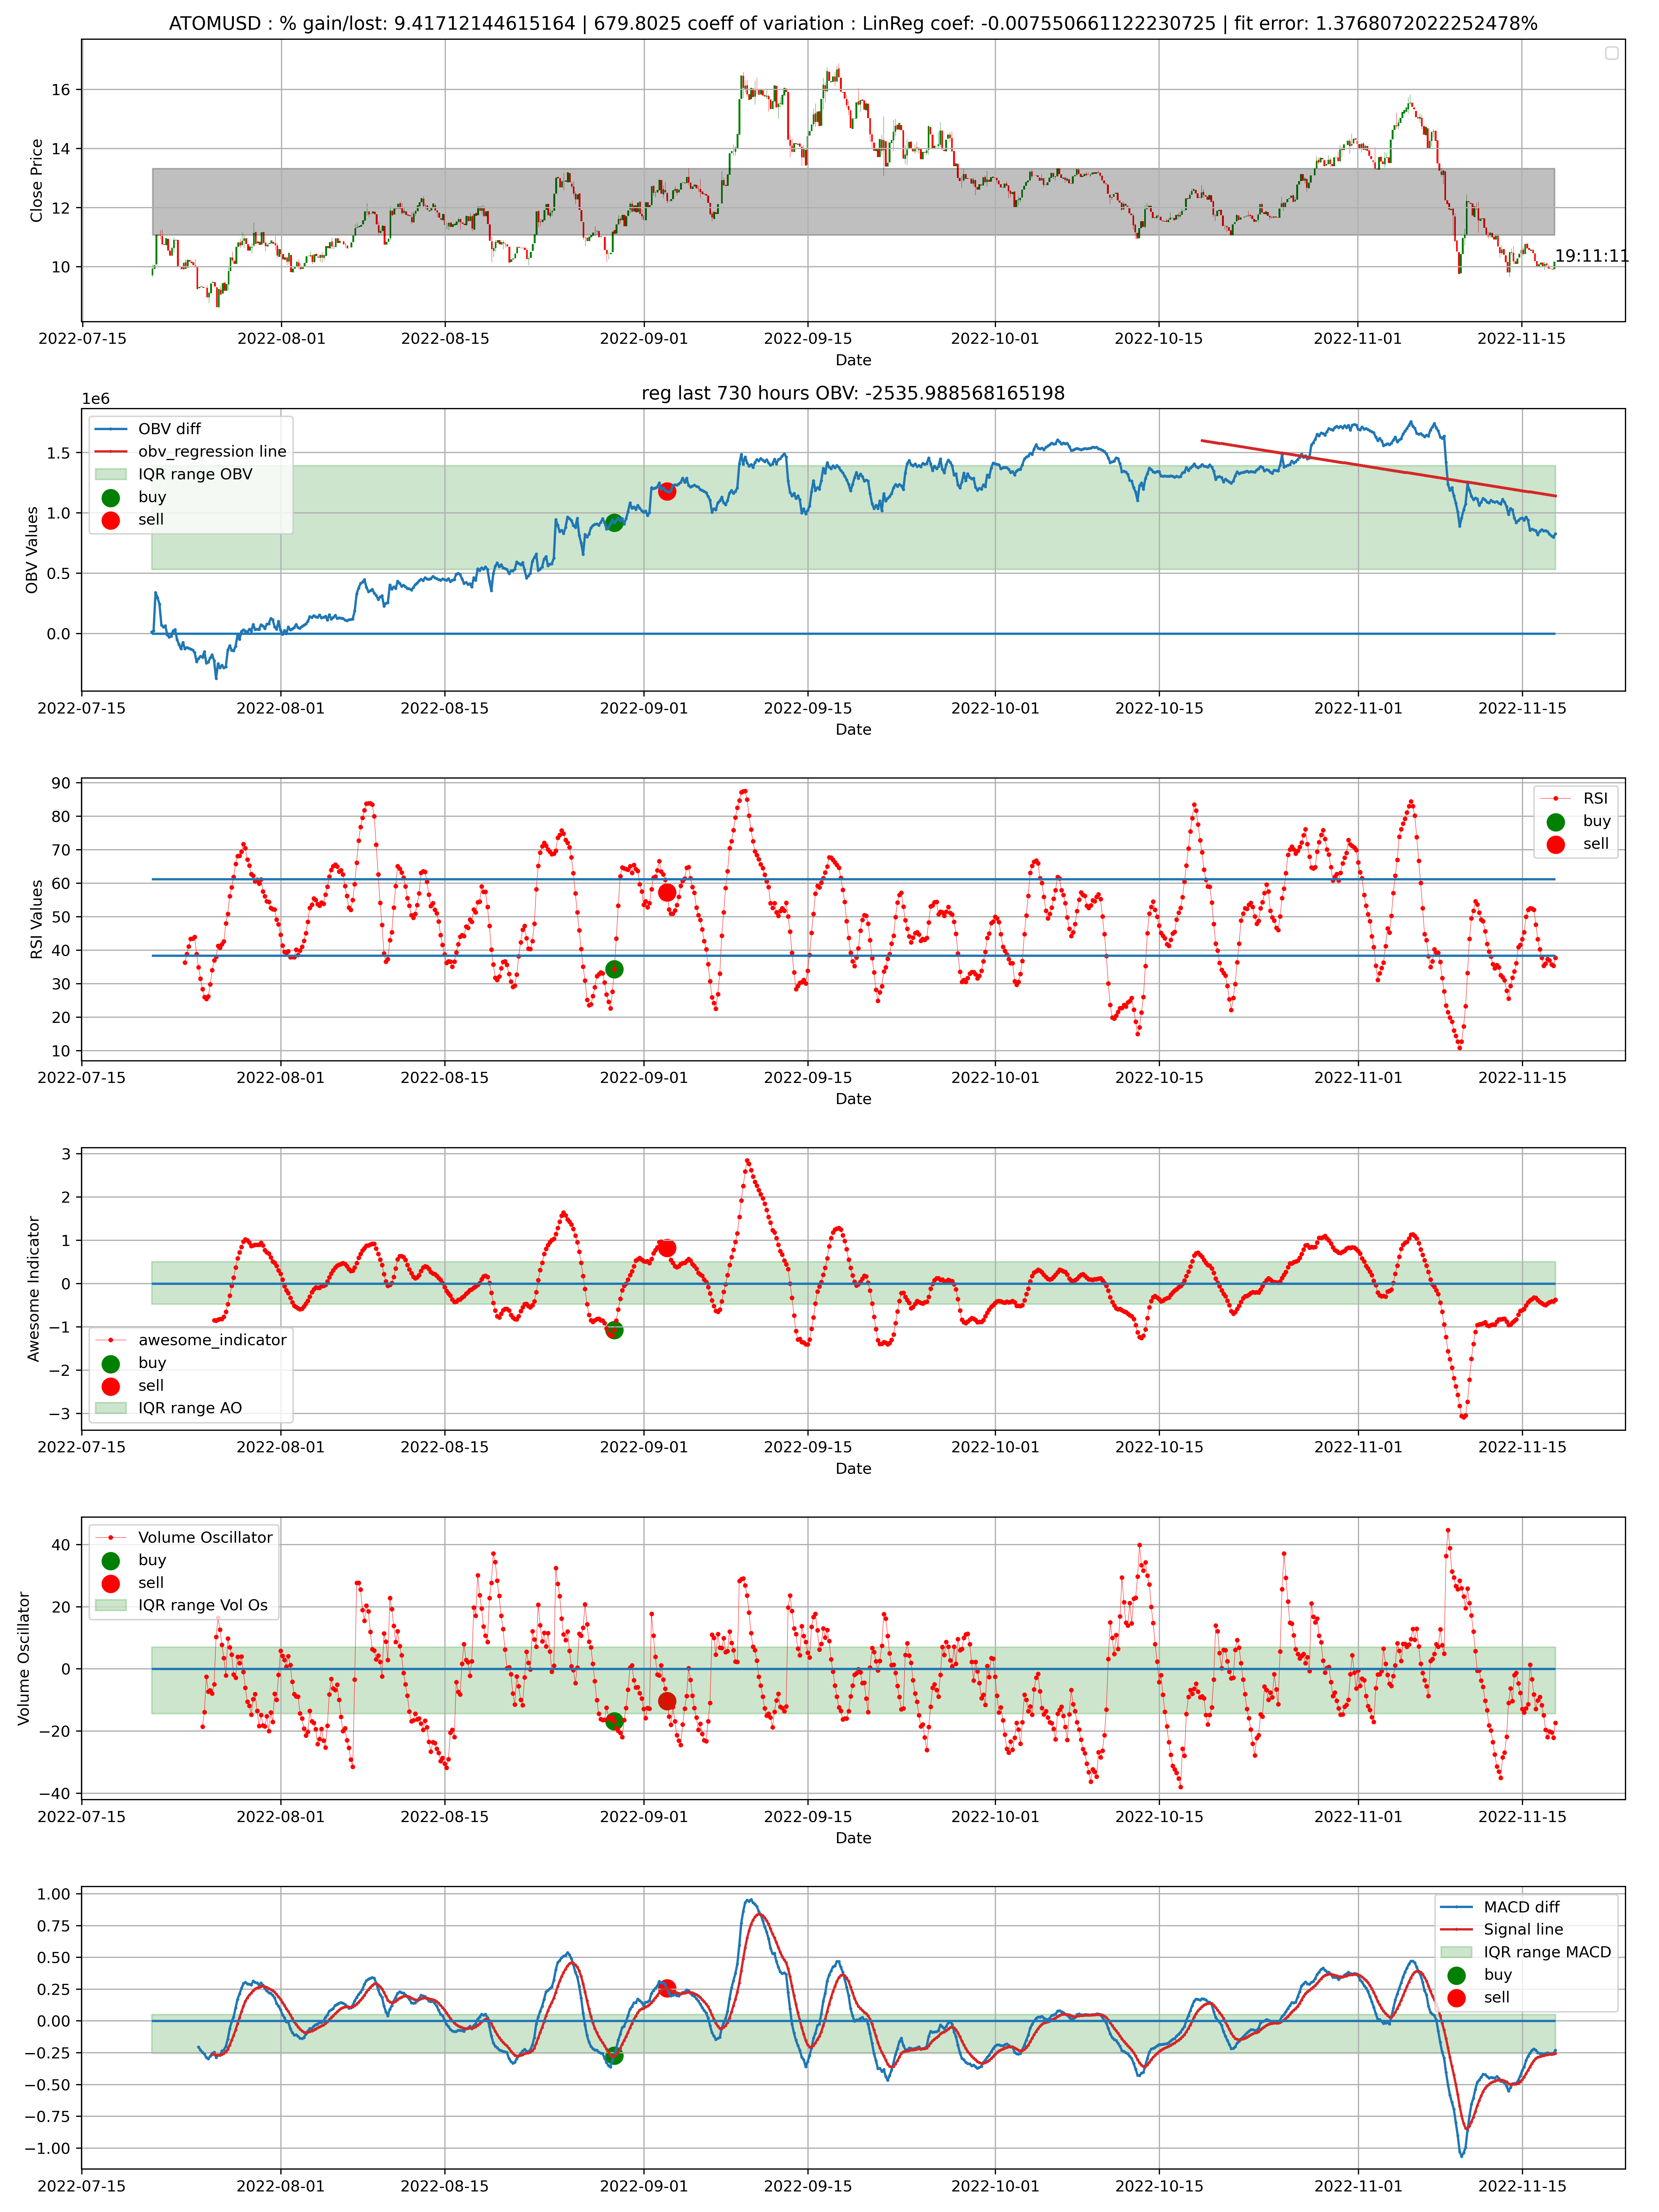 ATOMUSD : % gain/lost: 9.41712144615164 | 679.8025 coeff of variation : LinReg coef: -0.007550661122230725 | fit error: 1.3768072022252478%
16
14
12
10
Close Price
19:11:11
2022-07-15 2022-08-01 2022-08-15 2022-09-01 2022-09-15 2022-10-01 2022-10-15 2022-11-01 2022-11-15
Date
reg last 730 hours OBV: -2535.988568165198
1e6
OBV diff
obv_regression line
IQR range OBV
buy
sell
1.5
1.0
0.5
0.0
OBV Values
2022-07-15 2022-08-01 2022-08-15 2022-09-01 2022-09-15 2022-10-01 2022-10-15 2022-11-01 2022-11-15
Date
RSI
buy
sell
90
80
70
60
50
40
30
20
10
RSI Values
2022-07-15 2022-08-01 2022-08-15 2022-09-01 2022-09-15 2022-10-01 2022-10-15 2022-11-01 2022-11-15
Date
3
2
1
0
−1
−2
−3
Awesome Indicator
awesome_indicator
buy
sell
IQR range AO
2022-07-15 2022-08-01 2022-08-15 2022-09-01 2022-09-15 2022-10-01 2022-10-15 2022-11-01 2022-11-15
Date
Volume Oscillator
buy
sell
IQR range Vol Os
40
20
0
−20
−40
Volume Oscillator
2022-07-15 2022-08-01 2022-08-15 2022-09-01 2022-09-15 2022-10-01 2022-10-15 2022-11-01 2022-11-15
Date
MACD diff
Signal line
IQR range MACD
buy
sell
1.00
0.75
0.50
0.25
0.00
−0.25
−0.50
−0.75
−1.00
2022-07-15 2022-08-01 2022-08-15 2022-09-01 2022-09-15 2022-10-01 2022-10-15 2022-11-01 2022-11-15